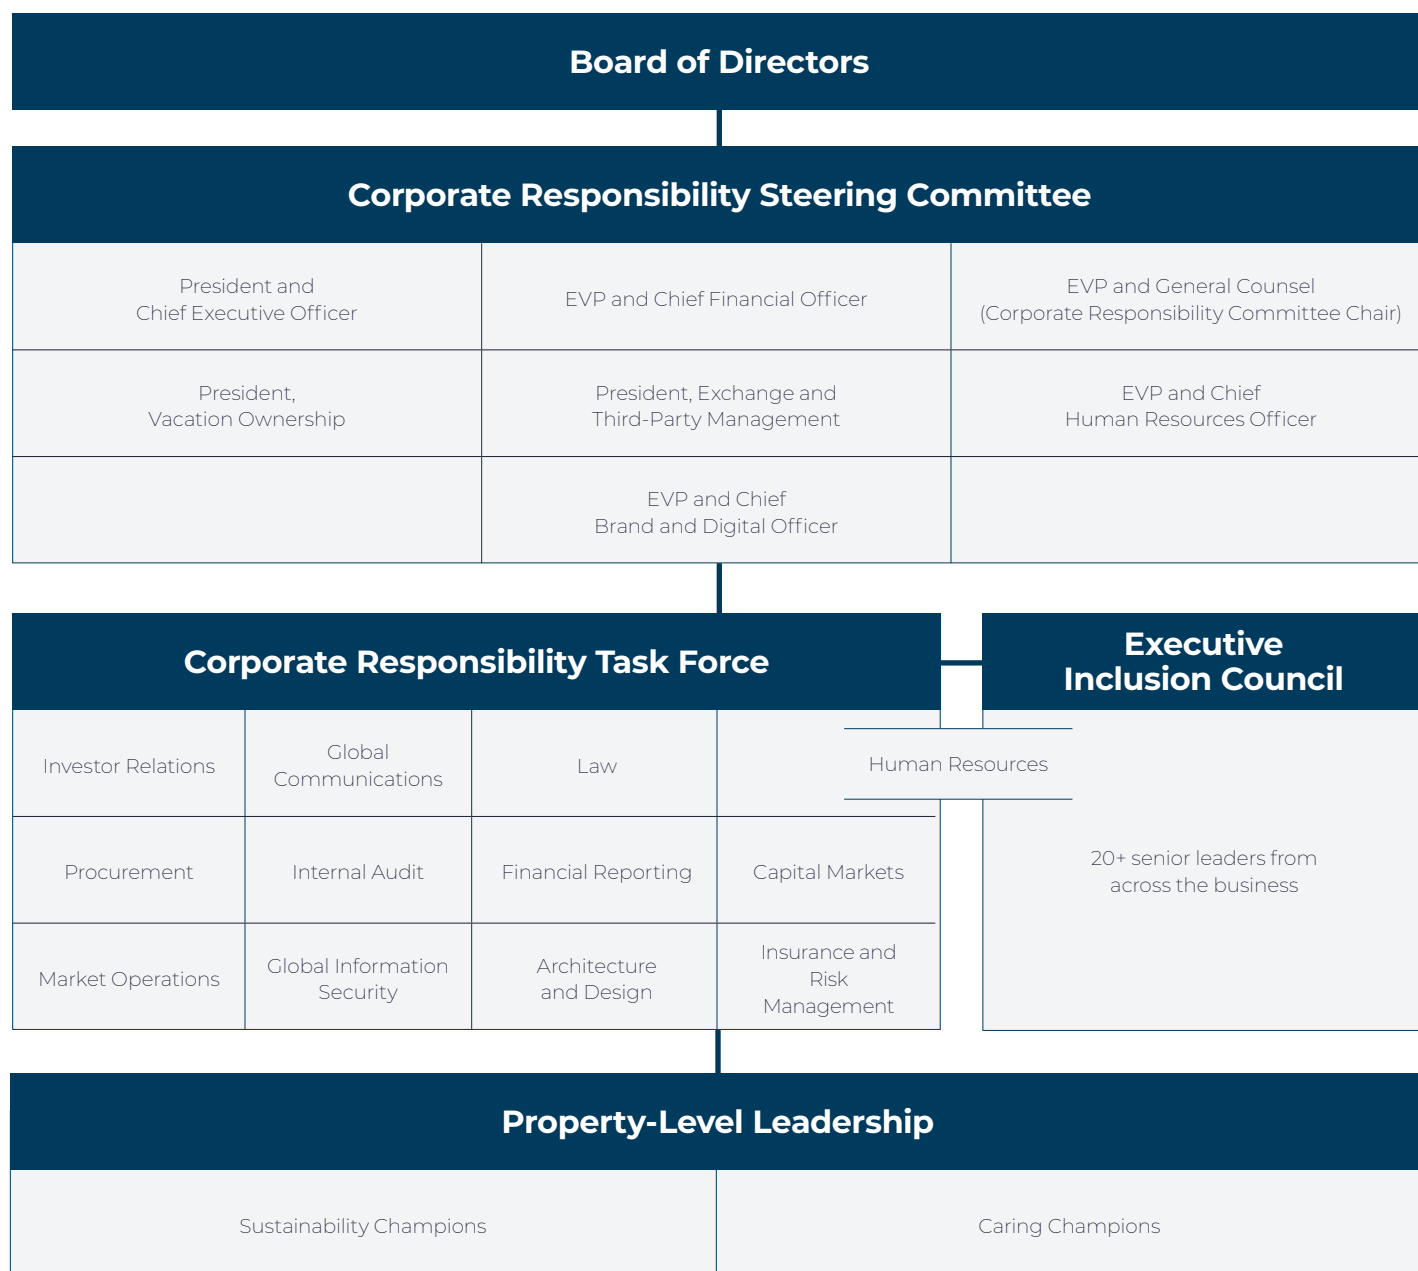 Board of Directors
Corporate Responsibility Steering Committee
President and
Chief Executive Officer
EVP and Chief Financial Officer
EVP and General Counsel
(Corporate Responsibility Committee Chair)
President,
Vacation Ownership
President, Exchange and
Third-Party Management
EVP and Chief
Human Resources Officer
EVP and Chief
Brand and Digital Officer
Corporate Responsibility Task Force
Executive
Inclusion Council
Investor Relations
Global
Communications
Law
Human Resources
Procurement
Internal Audit
Financial Reporting
Capital Markets
20+ senior leaders from
across the business
Market Operations
Global Information
Security
Architecture
and Design
Insurance and
Risk
Management
Property-Level Leadership
Sustainability Champions
Caring Champions